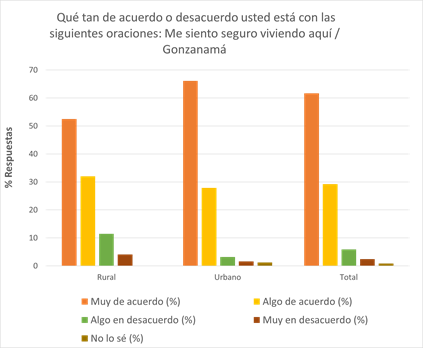 Qué tan de acuerdo o desacuerdo usted está con las
siguientes oraciones: Me siento seguro viviendo aquí /
Gonzanamá
% Respuestas
70
60
50
40
30
20
10
0
Rural Urbano Total
Muy de acuerdo (%) Algo de acuerdo (%)
Algo en desacuerdo (%) Muy en desacuerdo (%)
No lo sé (%)